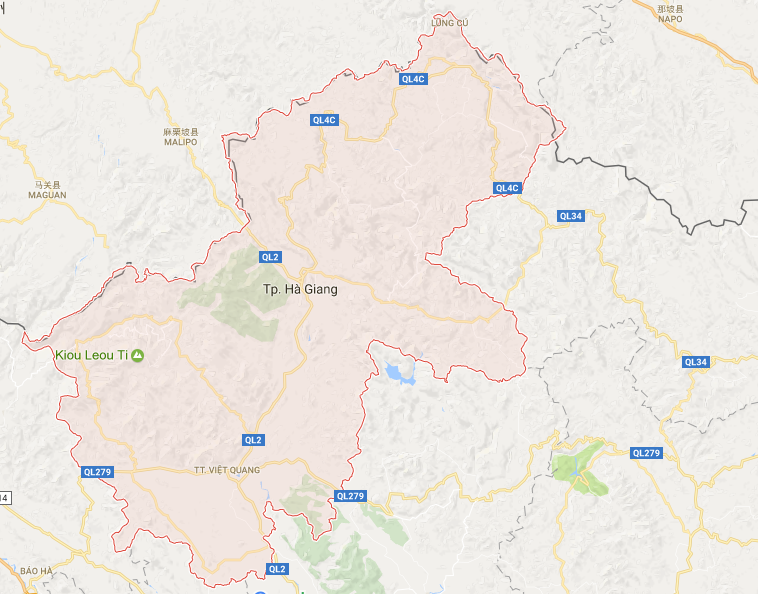 州
LŨNG CÚ
那坡县
NAPO
QL4C
QL4C
麻栗坡县
MALIPO
马关县
MAGUAN
QL4C
QL34
QL2
Tp. Hà Giang
Kiou Leou Ti
QL34
QL2
QL279
TT. VIỆT QUANG
QL279
QL279
14
BẢO HÀ
QL2